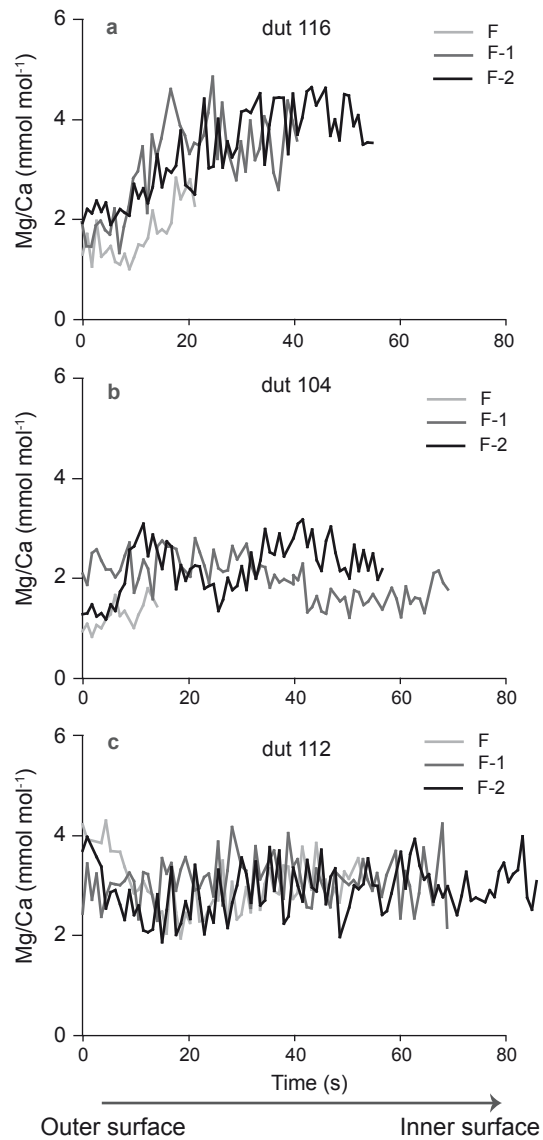 a
dut 116
F
F-1
F-2
6
4
2
0
Mg/Ca (mmol mol⁻¹)
0 20 40 60 80
b
dut 104
F
F-1
F-2
6
4
2
0
Mg/Ca (mmol mol⁻¹)
0 20 40 60 80
c
dut 112
F
F-1
F-2
6
4
2
0
Mg/Ca (mmol mol⁻¹)
0 20 40 60 80
Time (s)
Outer surface Inner surface